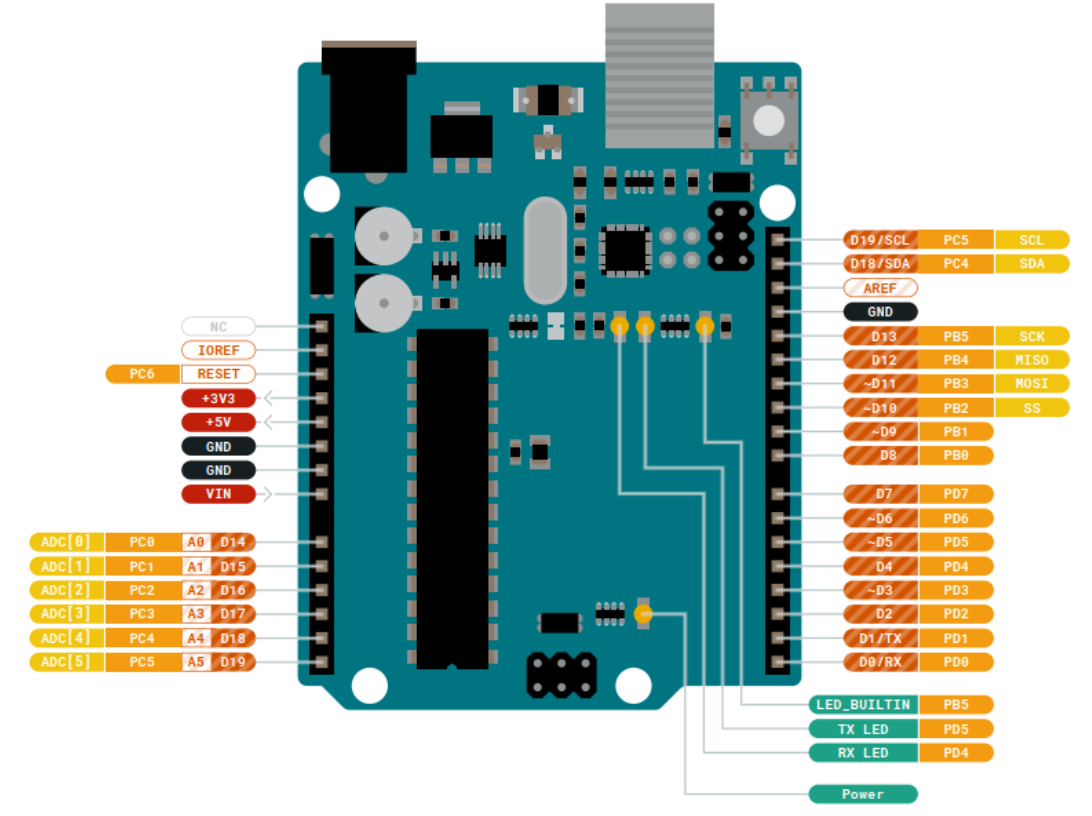 NC
IOREF
PC6 RESET
+3V3
+5V
GND
GND
VIN
ADC[0] PC0 A0 D14
ADC[1] PC1 A1 D15
ADC[2] PC2 A2 D16
ADC[3] PC3 A3 D17
ADC[4] PC4 A4 D18
ADC[5] PC5 A5 D19
D19/SCL PC5 SCL
D18/SDA PC4 SDA
AREF
GND
D13 PB5 SCK
D12 PB4 MISO
~D11 PB3 MOSI
~D10 PB2 SS
~D9 PB1
D8 PB0
D7 PD7
~D6 PD6
~D5 PD5
D4 PD4
~D3 PD3
D2 PD2
D1/TX PD1
D0/RX PD0
LED_BUILTIN PB5
TX LED PD5
RX LED PD4
Power